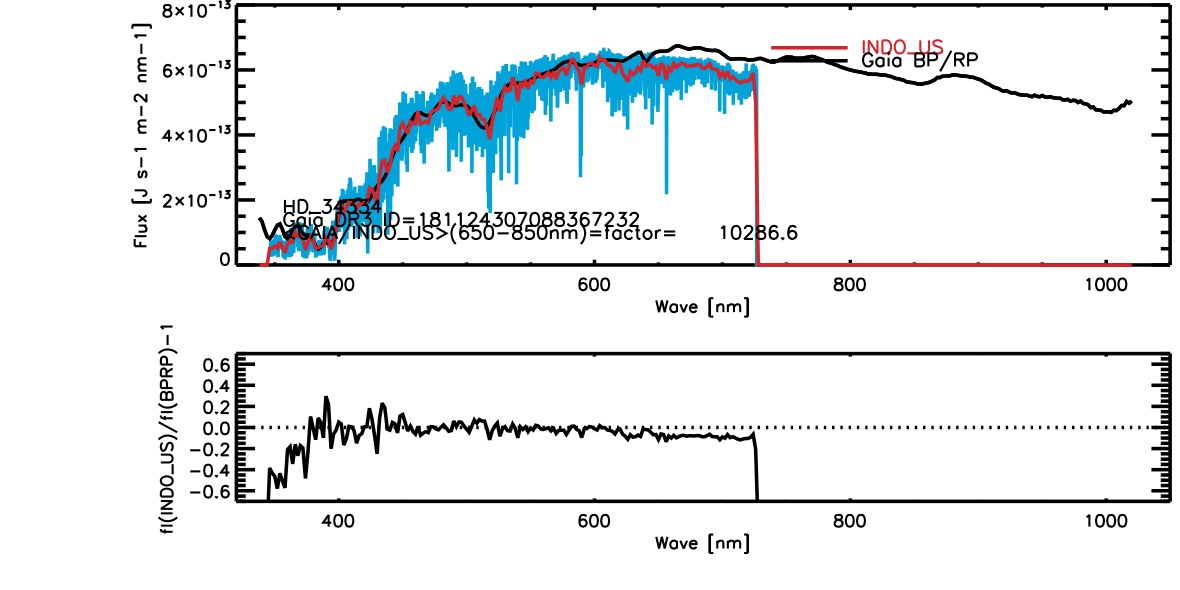 8×10−13
6×10−13
4×10−13
2×10−13
0
Flux [J s−1 m−2 nm−1]
INDO_US
Gaia BP/RP
HD_34334
Gaia DR3 ID=181124307088367232
<GAIA/INDO_US>(650−850nm)=factor= 10286.6
400 600 800 1000
Wave [nm]
fl(INDO_US)/fl(BPRP)−1
0.6
0.4
0.2
0.0
−0.2
−0.4
−0.6
400 600 800 1000
Wave [nm]